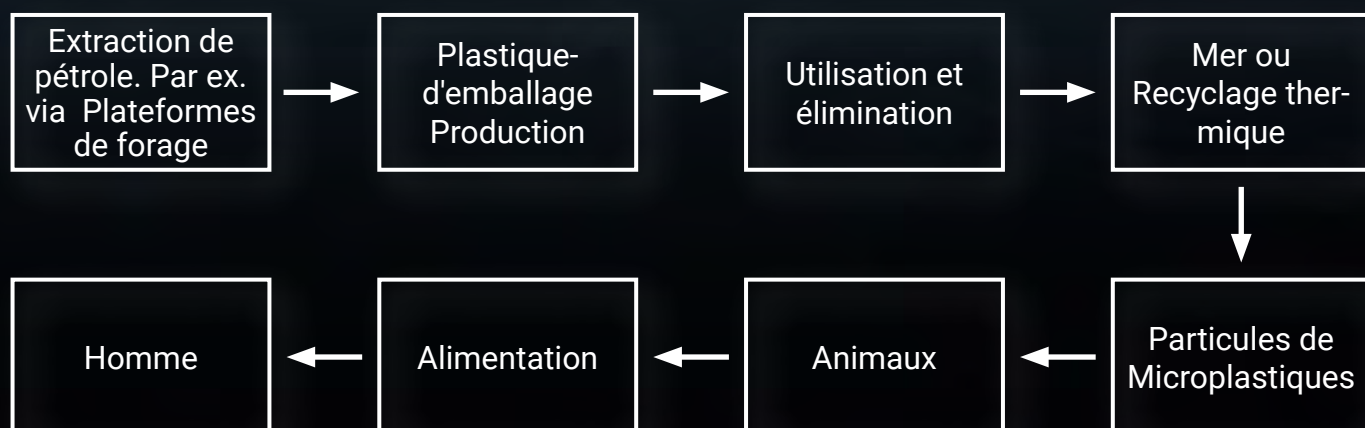 Extraction de
pétrole. Par ex.
via Plateformes
de forage
Plastique-
d'emballage
Production
Utilisation et
élimination
Mer ou
Recyclage ther-
mique
Particules de
Microplastiques
Animaux
Alimentation
Homme